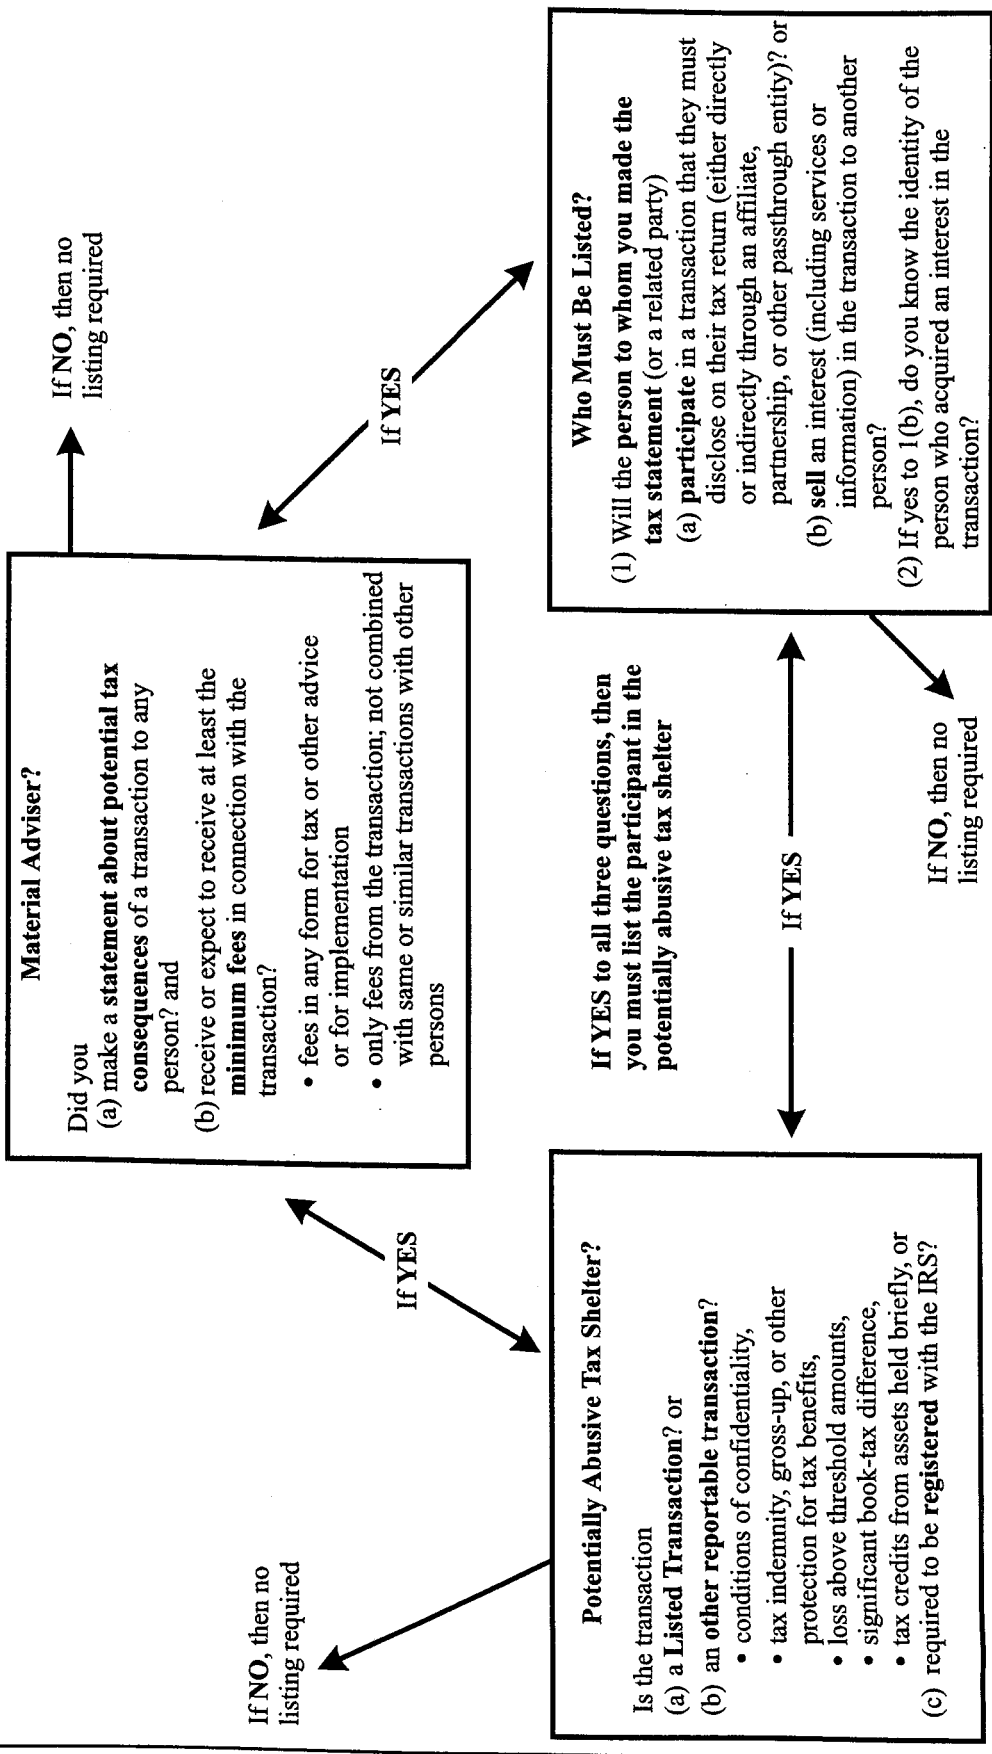 Material Adviser?
Did you
(a) make a statement about potential tax
consequences of a transaction to any
person? and
(b) receive or expect to receive at least the
minimum fees in connection with the
transaction?
• fees in any form for tax or other advice
or for implementation
• only fees from the transaction; not combined
with same or similar transactions with other
persons
If NO, then no
listing required
If NO, then no
listing required
If YES
If YES
If YES to all three questions, then
you must list the participant in the
potentially abusive tax shelter
If YES
Potentially Abusive Tax Shelter?
Is the transaction
(a) a Listed Transaction? or
(b) an other reportable transaction?
• conditions of confidentiality,
• tax indemnity, gross-up, or other
protection for tax benefits,
• loss above threshold amounts,
• significant book-tax difference,
• tax credits from assets held briefly, or
(c) required to be registered with the IRS?
Who Must Be Listed?
(1) Will the person to whom you made the
tax statement (or a related party)
(a) participate in a transaction that they must
disclose on their tax return (either directly
or indirectly through an affiliate,
partnership, or other passthrough entity)? or
(b) sell an interest (including services or
information) in the transaction to another
person?
(2) If yes to 1(b), do you know the identity of the
person who acquired an interest in the
transaction?
If NO, then no
listing required